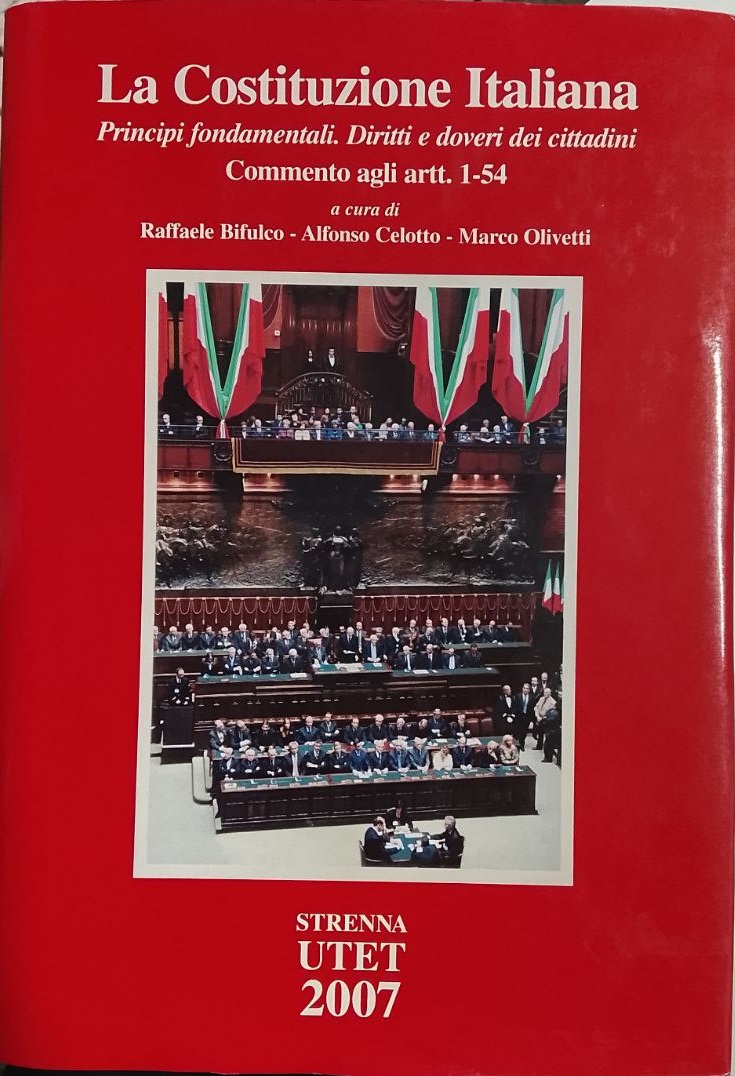 La Costituzione Italiana
Principi fondamentali. Diritti e doveri dei cittadini
Commento agli artt. 1-54
a cura di
Raffaele Bifulco - Alfonso Celotto - Marco Olivetti
STRENNA
UTET
2007